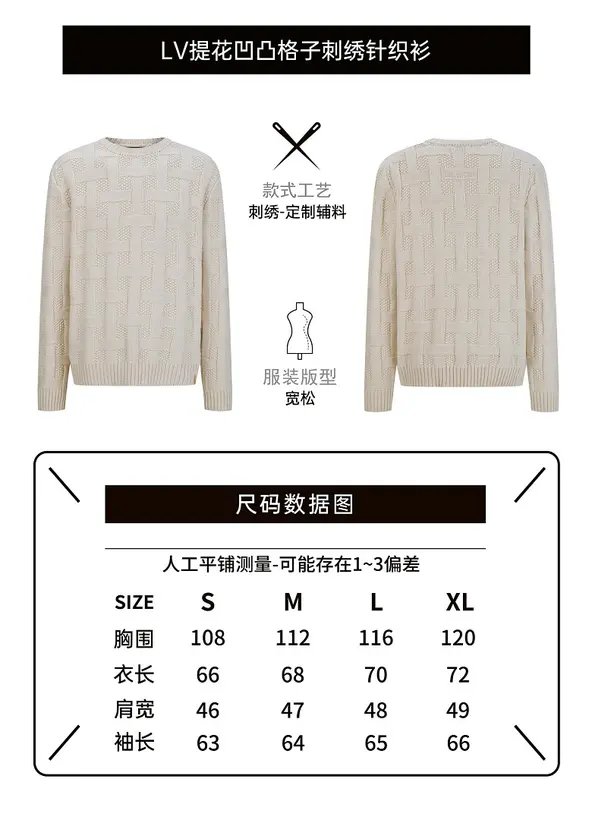 LV提花凹凸格子刺绣针织衫
款式工艺
刺绣-定制辅料
服装版型
宽松
尺码数据图
人工平铺测量-可能存在1~3偏差
SIZE S M L XL
胸围 108 112 116 120
衣长 66 68 70 72
肩宽 46 47 48 49
袖长 63 64 65 66